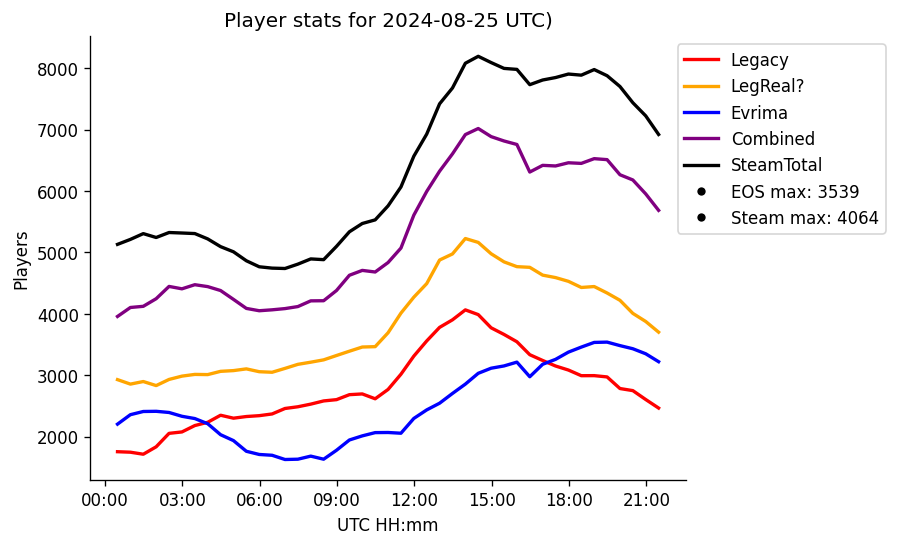 Player stats for 2024-08-25 UTC)
8000
7000
6000
5000
4000
3000
2000
Players
00:00 03:00 06:00 09:00 12:00 15:00 18:00 21:00
UTC HH:mm
Legacy
LegReal?
Evrima
Combined
SteamTotal
EOS max: 3539
Steam max: 4064